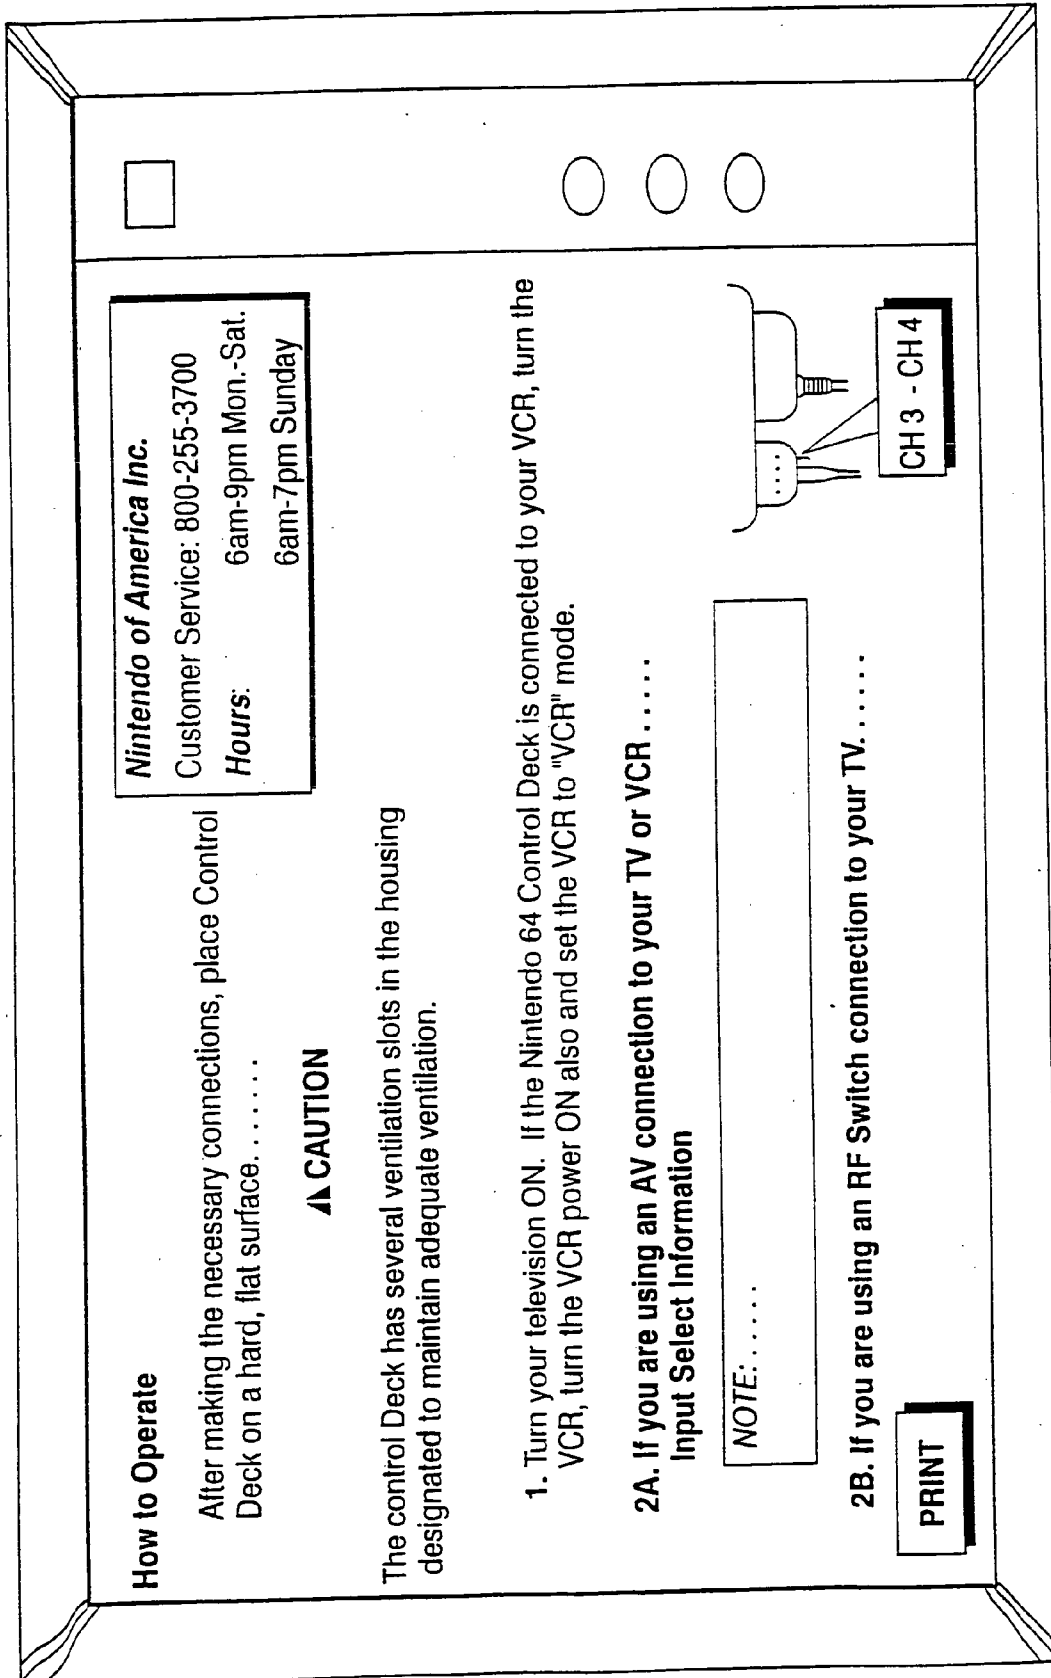 How to Operate
After making the necessary connections, place Control
Deck on a hard, flat surface.......
Nintendo of America Inc.
Customer Service: 800-255-3700
Hours: 6am-9pm Mon.-Sat.
6am-7pm Sunday
CAUTION
The control Deck has several ventilation slots in the housing
designated to maintain adequate ventilation.
1. Turn your television ON. If the Nintendo 64 Control Deck is connected to your VCR, turn the
VCR, turn the VCR power ON also and set the VCR to "VCR" mode.
2A. If you are using an AV connection to your TV or VCR.....
Input Select Information
NOTE:......
2B. If you are using an RF Switch connection to your TV......
CH 3 - CH 4
PRINT